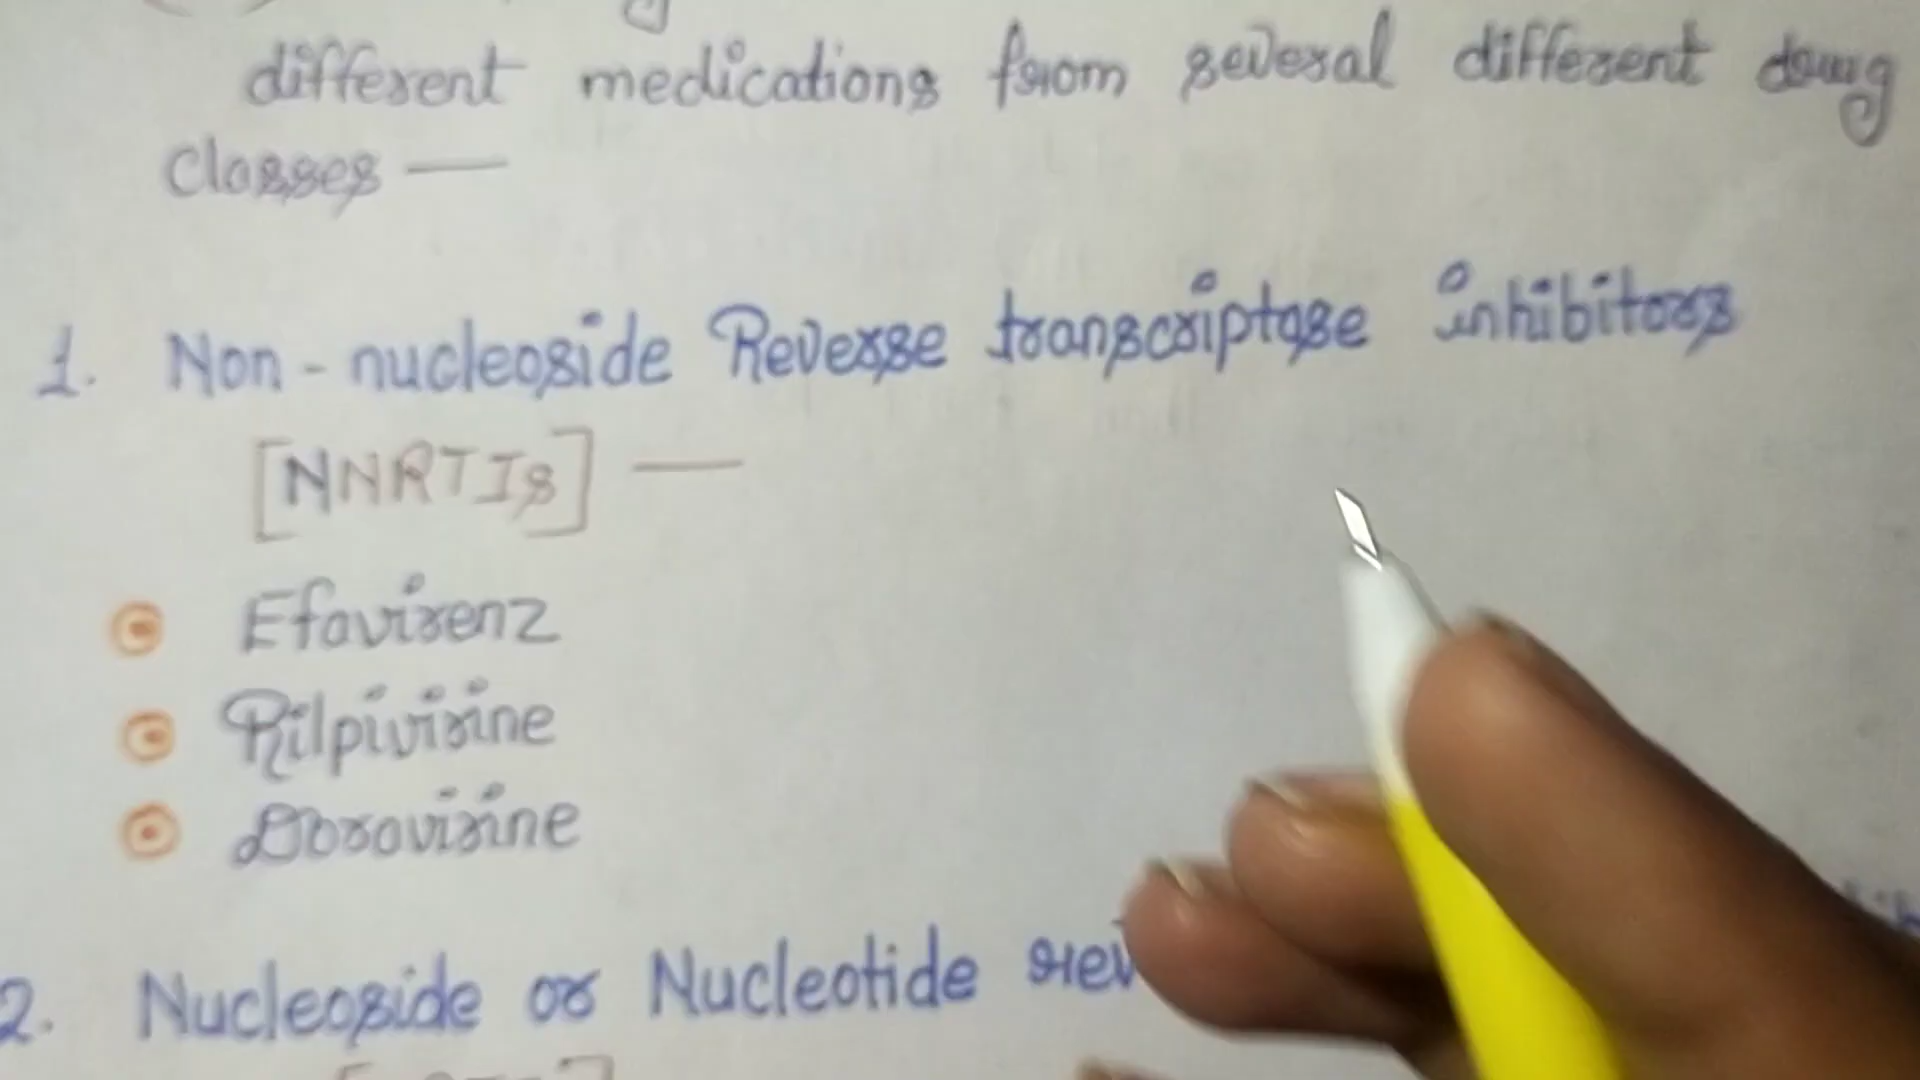 different medications from several different drug
Classes —
1. Non-nucleoside Reverse transcriptase inhibitors
[NNRTIs] —
Efavirenz
Rilpivirine
Doravirine
2. Nucleoside or Nucleotide rev